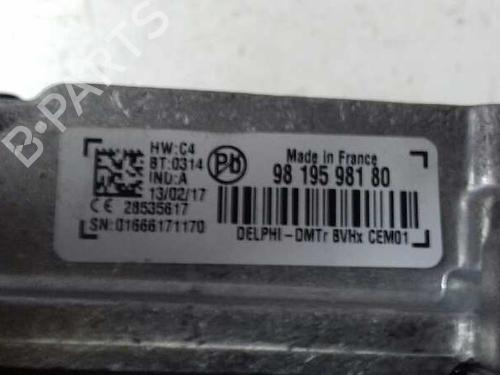 B-PARTS
HW:C4
BT:0314
IND:A
13/02/17
CE 28535617
SN:01666171170
Pb
Made in France
98 195 981 80
DELPHI-DMTr BVHx CEM01